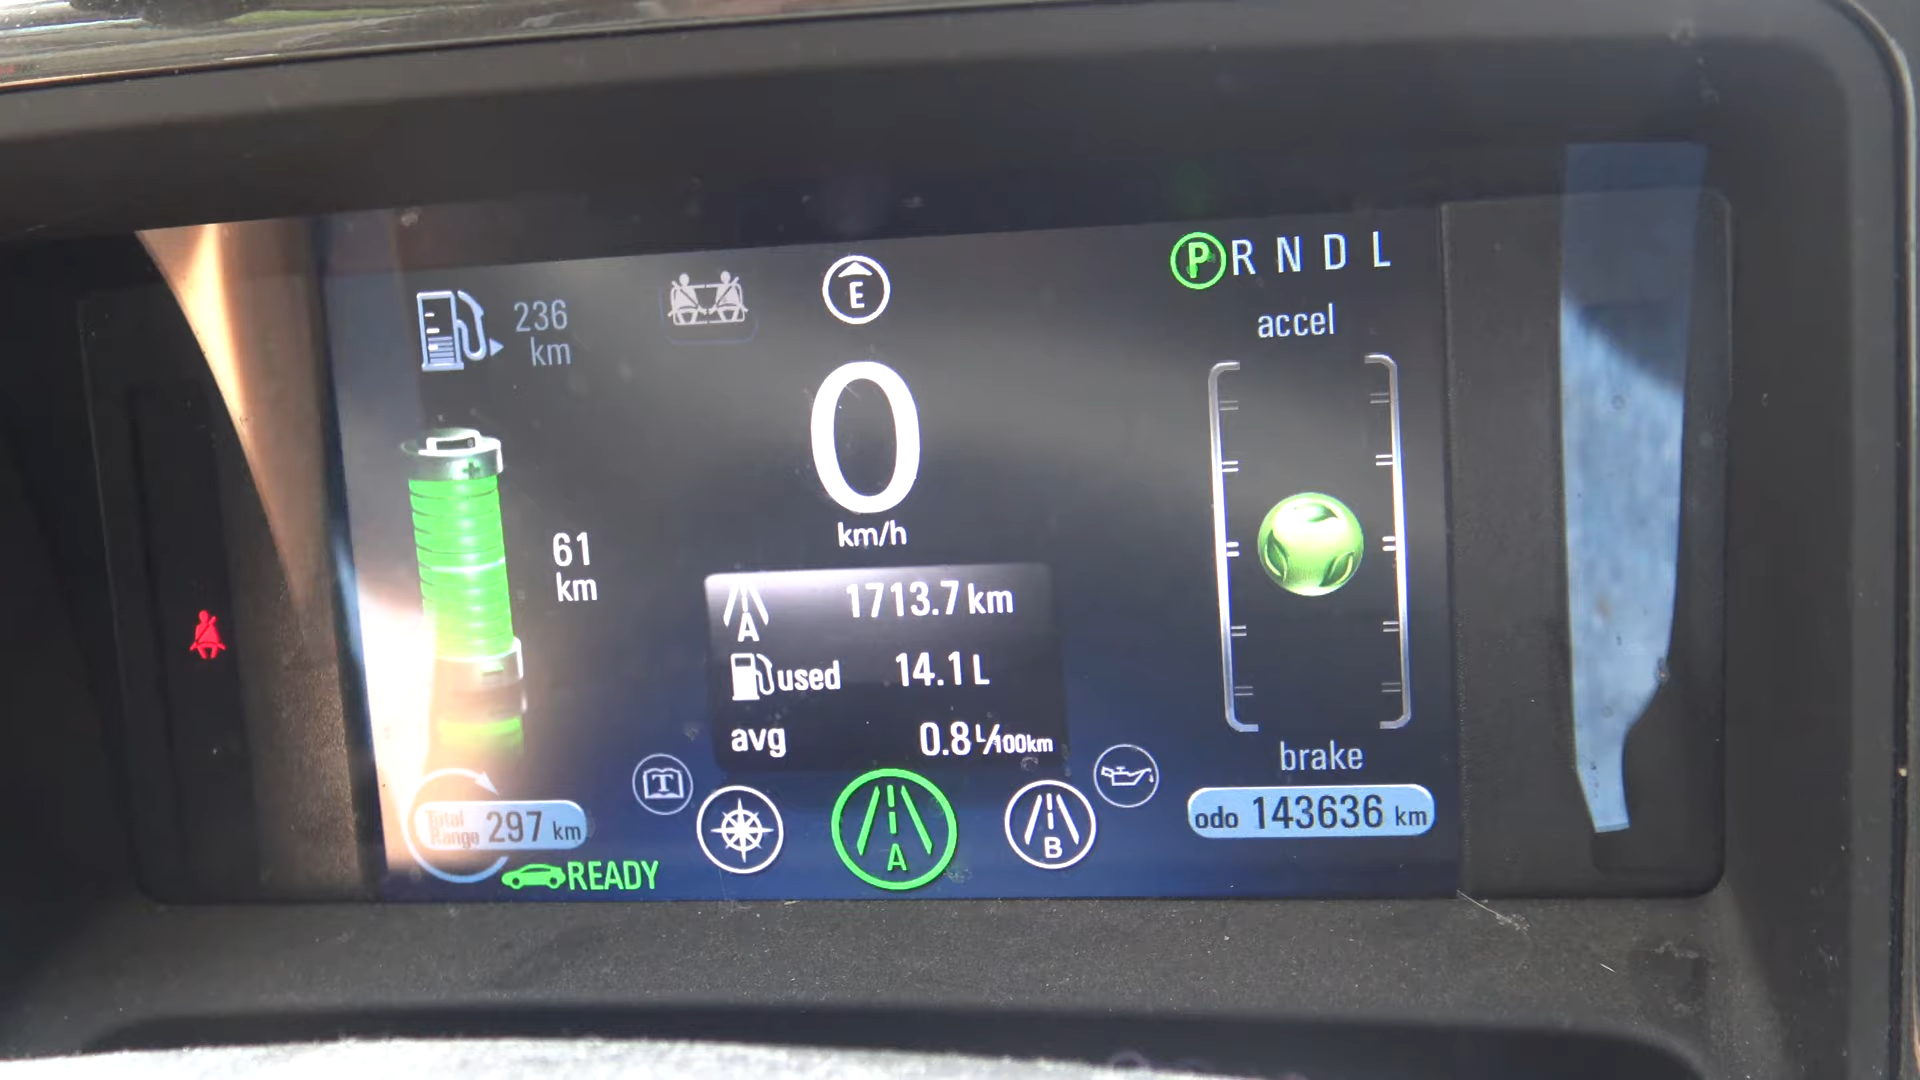 236
km
E
P R N D L
accel
0
km/h
61
km
A 1713.7 km
used 14.1 L
avg 0.8 L/100km
T
A
B
brake
Total
Range 297 km
odo 143636 km
READY